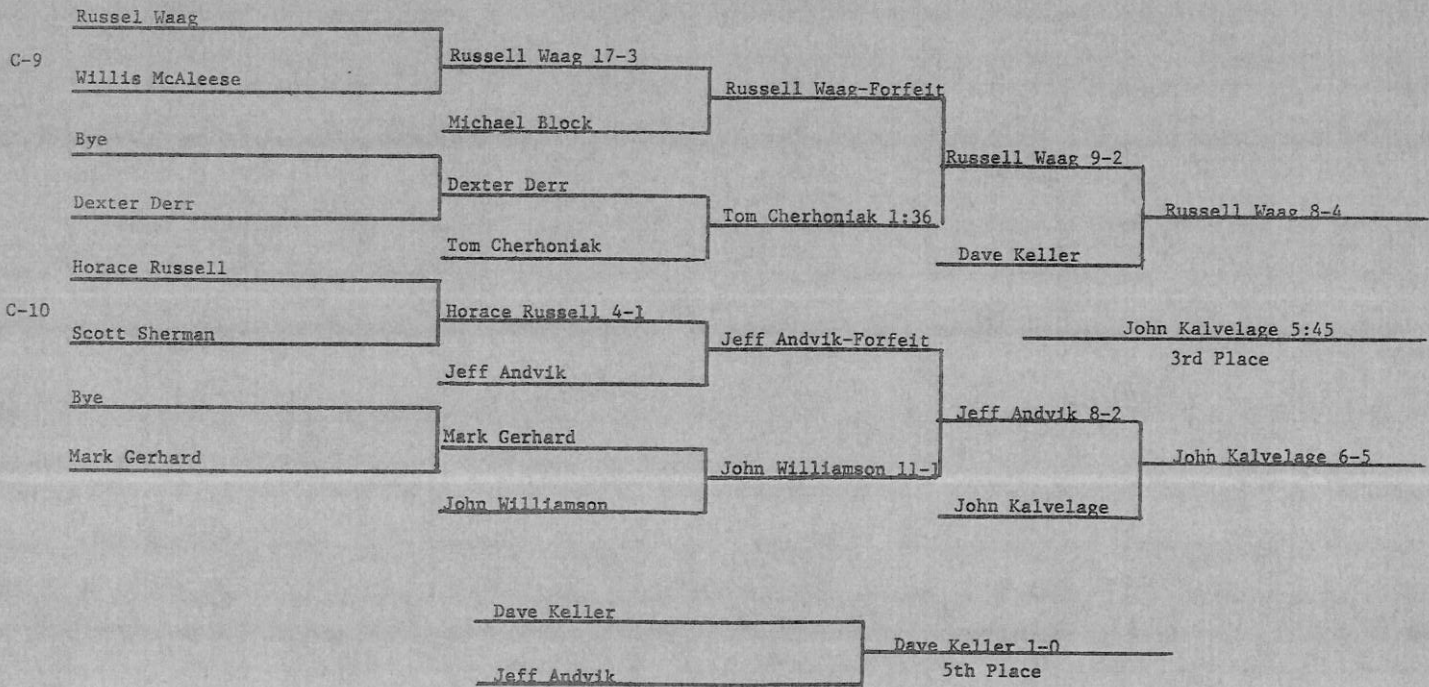 Russel Waag
C-9
Russell Waag 17-3
Willis McAleese
Russell Waag-Forfeit
Michael Block
Bye
Russell Waag 9-2
Dexter Derr
Dexter Derr
Russell Waag 8-4
Tom Cherhoniak 1:36
Tom Cherhoniak
Dave Keller
Horace Russell
C-10
Horace Russell 4-1
Scott Sherman
John Kalvelage 5:45
Jeff Andvik-Forfeit
3rd Place
Jeff Andvik
Bye
Jeff Andvik 8-2
Mark Gerhard
Mark Gerhard
John Kalvelage 6-5
John Williamson 11-1
John Williamson
John Kalvelage
Dave Keller
Dave Keller 1-0
5th Place
Jeff Andvik